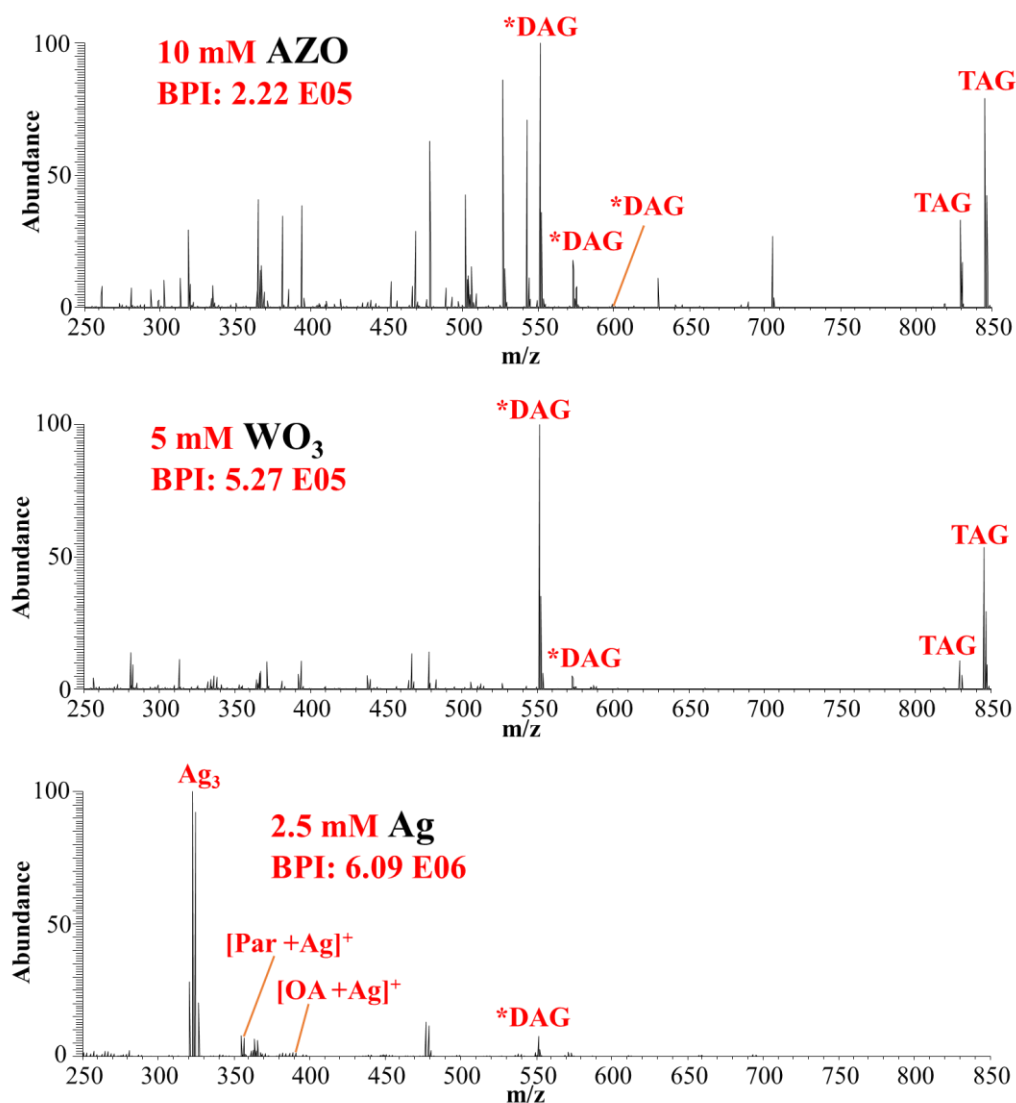 *DAG
10 mM AZO
BPI: 2.22 E05
TAG
*DAG
TAG
*DAG
Abundance
100
50
0
250 300 350 400 450 500 550 600 650 700 750 800 850
m/z
*DAG
5 mM WO₃
BPI: 5.27 E05
TAG
TAG
*DAG
Abundance
100
50
0
250 300 350 400 450 500 550 600 650 700 750 800 850
m/z
Ag₃
2.5 mM Ag
BPI: 6.09 E06
[Par +Ag]⁺
[OA +Ag]⁺
*DAG
Abundance
100
50
0
250 300 350 400 450 500 550 600 650 700 750 800 850
m/z